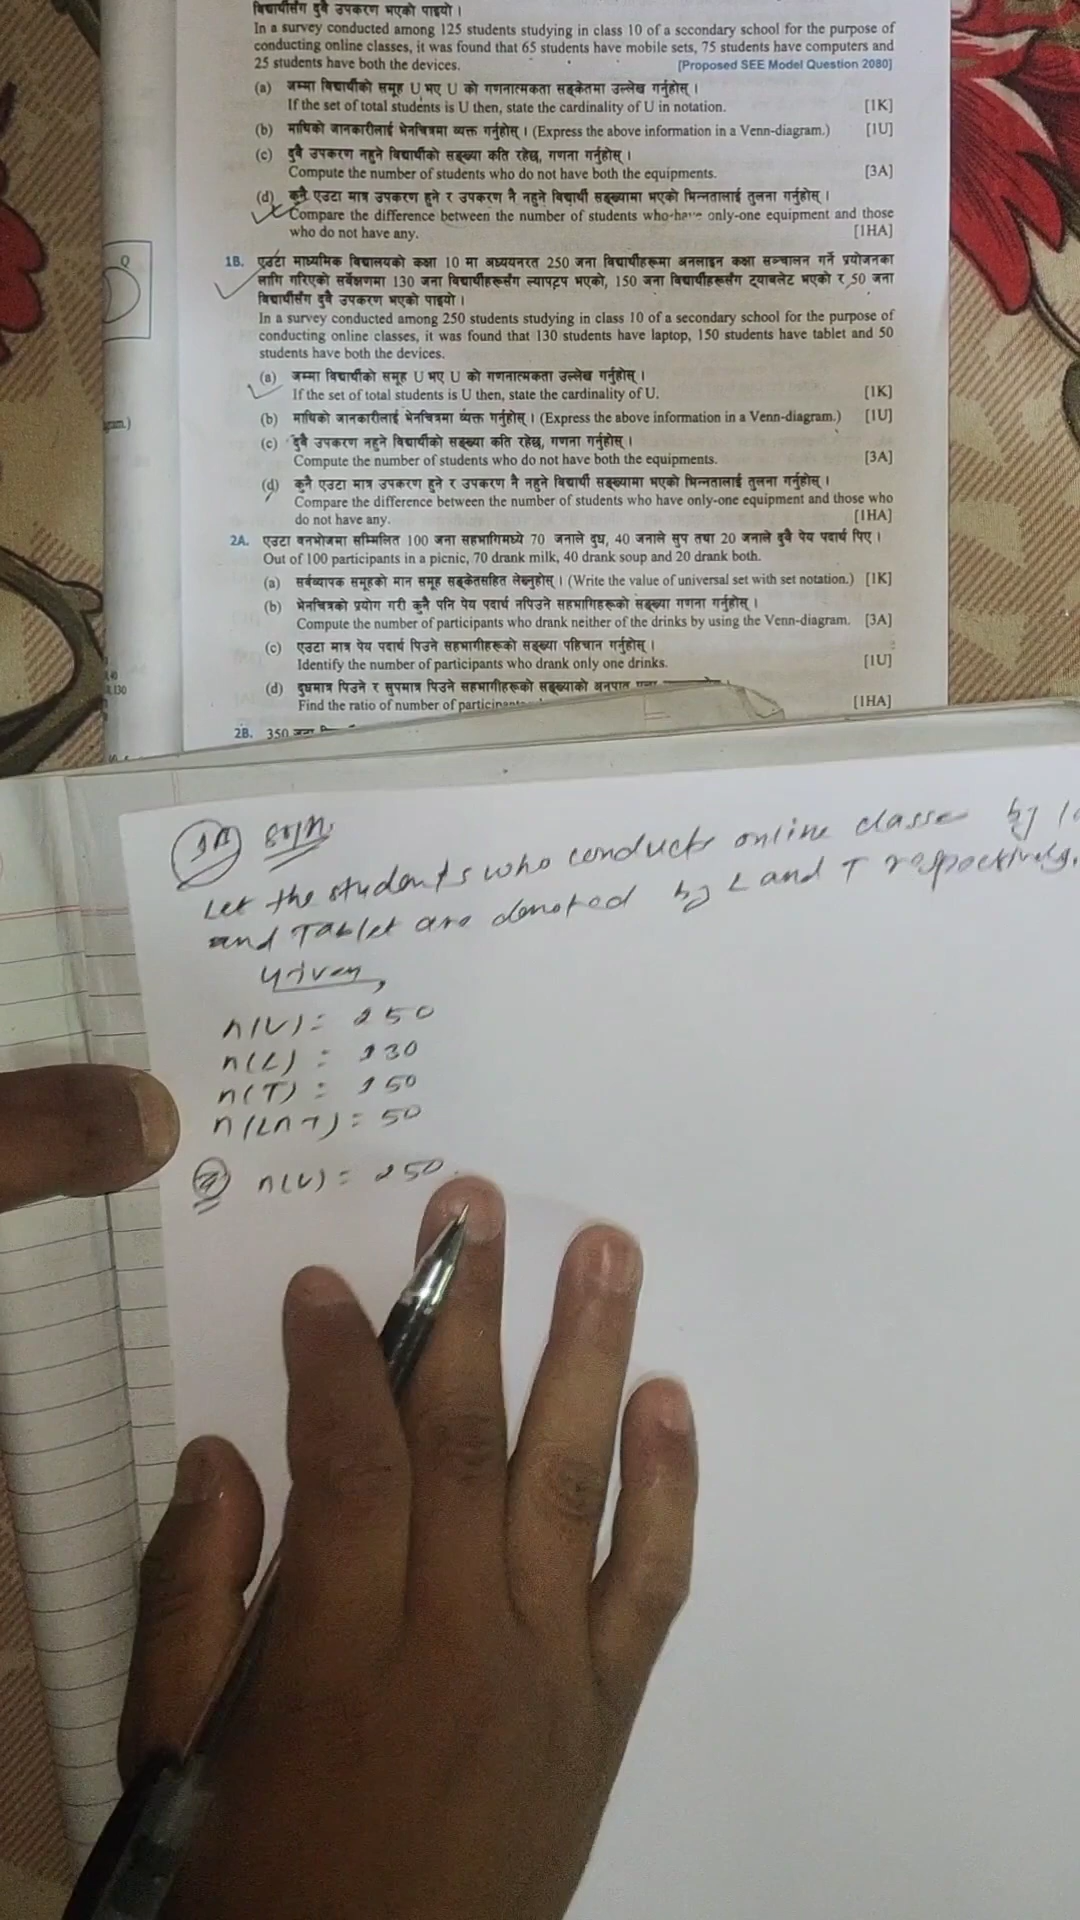 विद्यार्थीसँग दुवै उपकरण भएको पाइयो ।
In a survey conducted among 125 students studying in class 10 of a secondary school for the purpose of
conducting online classes, it was found that 65 students have mobile sets, 75 students have computers and
25 students have both the devices. [Proposed SEE Model Question 2080]
(a) जम्मा विद्यार्थीको समूह U भए U को गणनात्मकता सङ्केतमा उल्लेख गर्नुहोस् ।
If the set of total students is U then, state the cardinality of U in notation. [1K]
(b) माथिको जानकारीलाई भेनचित्रमा व्यक्त गर्नुहोस् । (Express the above information in a Venn-diagram.) [1U]
(c) दुवै उपकरण नहुने विद्यार्थीको सङ्ख्या कति रहेछ, गणना गर्नुहोस् ।
Compute the number of students who do not have both the equipments. [3A]
(d) कुनै एउटा मात्र उपकरण हुने र उपकरण नै नहुने विद्यार्थी सङ्ख्यामा भएको भिन्नतालाई तुलना गर्नुहोस् ।
Compare the difference between the number of students who have only-one equipment and those
who do not have any. [1HA]
1B. एउटा माध्यमिक विद्यालयको कक्षा 10 मा अध्ययनरत 250 जना विद्यार्थीहरूमा अनलाइन कक्षा सञ्चालन गर्ने प्रयोजनका
लागि गरिएको सर्वेक्षणमा 130 जना विद्यार्थीहरूसँग ल्यापट्प भएको, 150 जना विद्यार्थीहरूसँग ट्याबलेट भएको र 50 जना
विद्यार्थीसँग दुवै उपकरण भएको पाइयो ।
In a survey conducted among 250 students studying in class 10 of a secondary school for the purpose of
conducting online classes, it was found that 130 students have laptop, 150 students have tablet and 50
students have both the devices.
(a) जम्मा विद्यार्थीको समूह U भए U को गणनात्मकता उल्लेख गर्नुहोस् ।
If the set of total students is U then, state the cardinality of U. [1K]
(b) माथिको जानकारीलाई भेनचित्रमा व्यक्त गर्नुहोस् । (Express the above information in a Venn-diagram.) [1U]
(c) दुवै उपकरण नहुने विद्यार्थीको सङ्ख्या कति रहेछ, गणना गर्नुहोस् ।
Compute the number of students who do not have both the equipments. [3A]
(d) कुनै एउटा मात्र उपकरण हुने र उपकरण नै नहुने विद्यार्थी सङ्ख्यामा भएको भिन्नतालाई तुलना गर्नुहोस् ।
Compare the difference between the number of students who have only-one equipment and those who
do not have any. [1HA]
2A. एउटा वनभोजमा सम्मिलित 100 जना सहभागिमध्ये 70 जनाले दुध, 40 जनाले सुप तथा 20 जनाले दुवै पेय पदार्थ पिए ।
Out of 100 participants in a picnic, 70 drank milk, 40 drank soup and 20 drank both.
(a) सर्वव्यापक समूहको मान समूह सङ्केतसहित लेख्नुहोस् । (Write the value of universal set with set notation.) [1K]
(b) भेनचित्रको प्रयोग गरी कुनै पनि पेय पदार्थ नपिउने सहभागिहरूको सङ्ख्या गणना गर्नुहोस् ।
Compute the number of participants who drank neither of the drinks by using the Venn-diagram. [3A]
(c) एउटा मात्र पेय पदार्थ पिउने सहभागीहरूको सङ्ख्या पहिचान गर्नुहोस् ।
Identify the number of participants who drank only one drinks. [1U]
(d) दुधमात्र पिउने र सुपमात्र पिउने सहभागीहरूको सङ्ख्याको अनुपात
Find the ratio of number of [1HA]
2B. 350
Q
gram.)
130
1B Soln.
Let the students who conducts online classe by
and Tablet are denoted by L and T respectively.
Given,
n(U) = 250
n(L) = 130
n(T) = 150
n(L∩T) = 50
(a) n(U) = 250